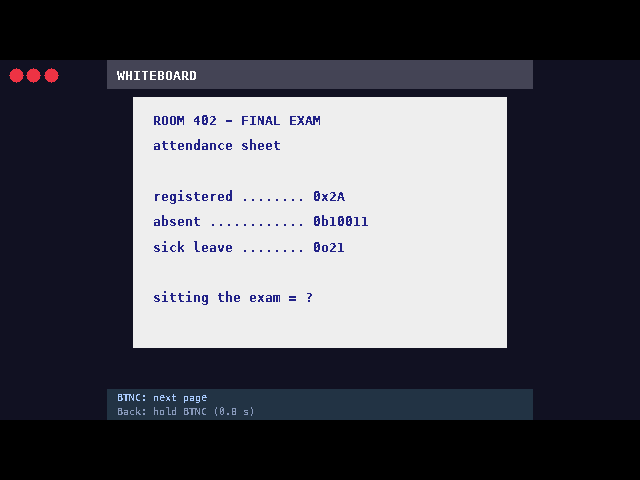 WHITEBOARD
ROOM 402 - FINAL EXAM
attendance sheet
registered ........ 0x2A
absent ............ 0b10011
sick leave ........ 0o21
sitting the exam = ?
BTNC: next page
Back: hold BTNC (0.8 s)